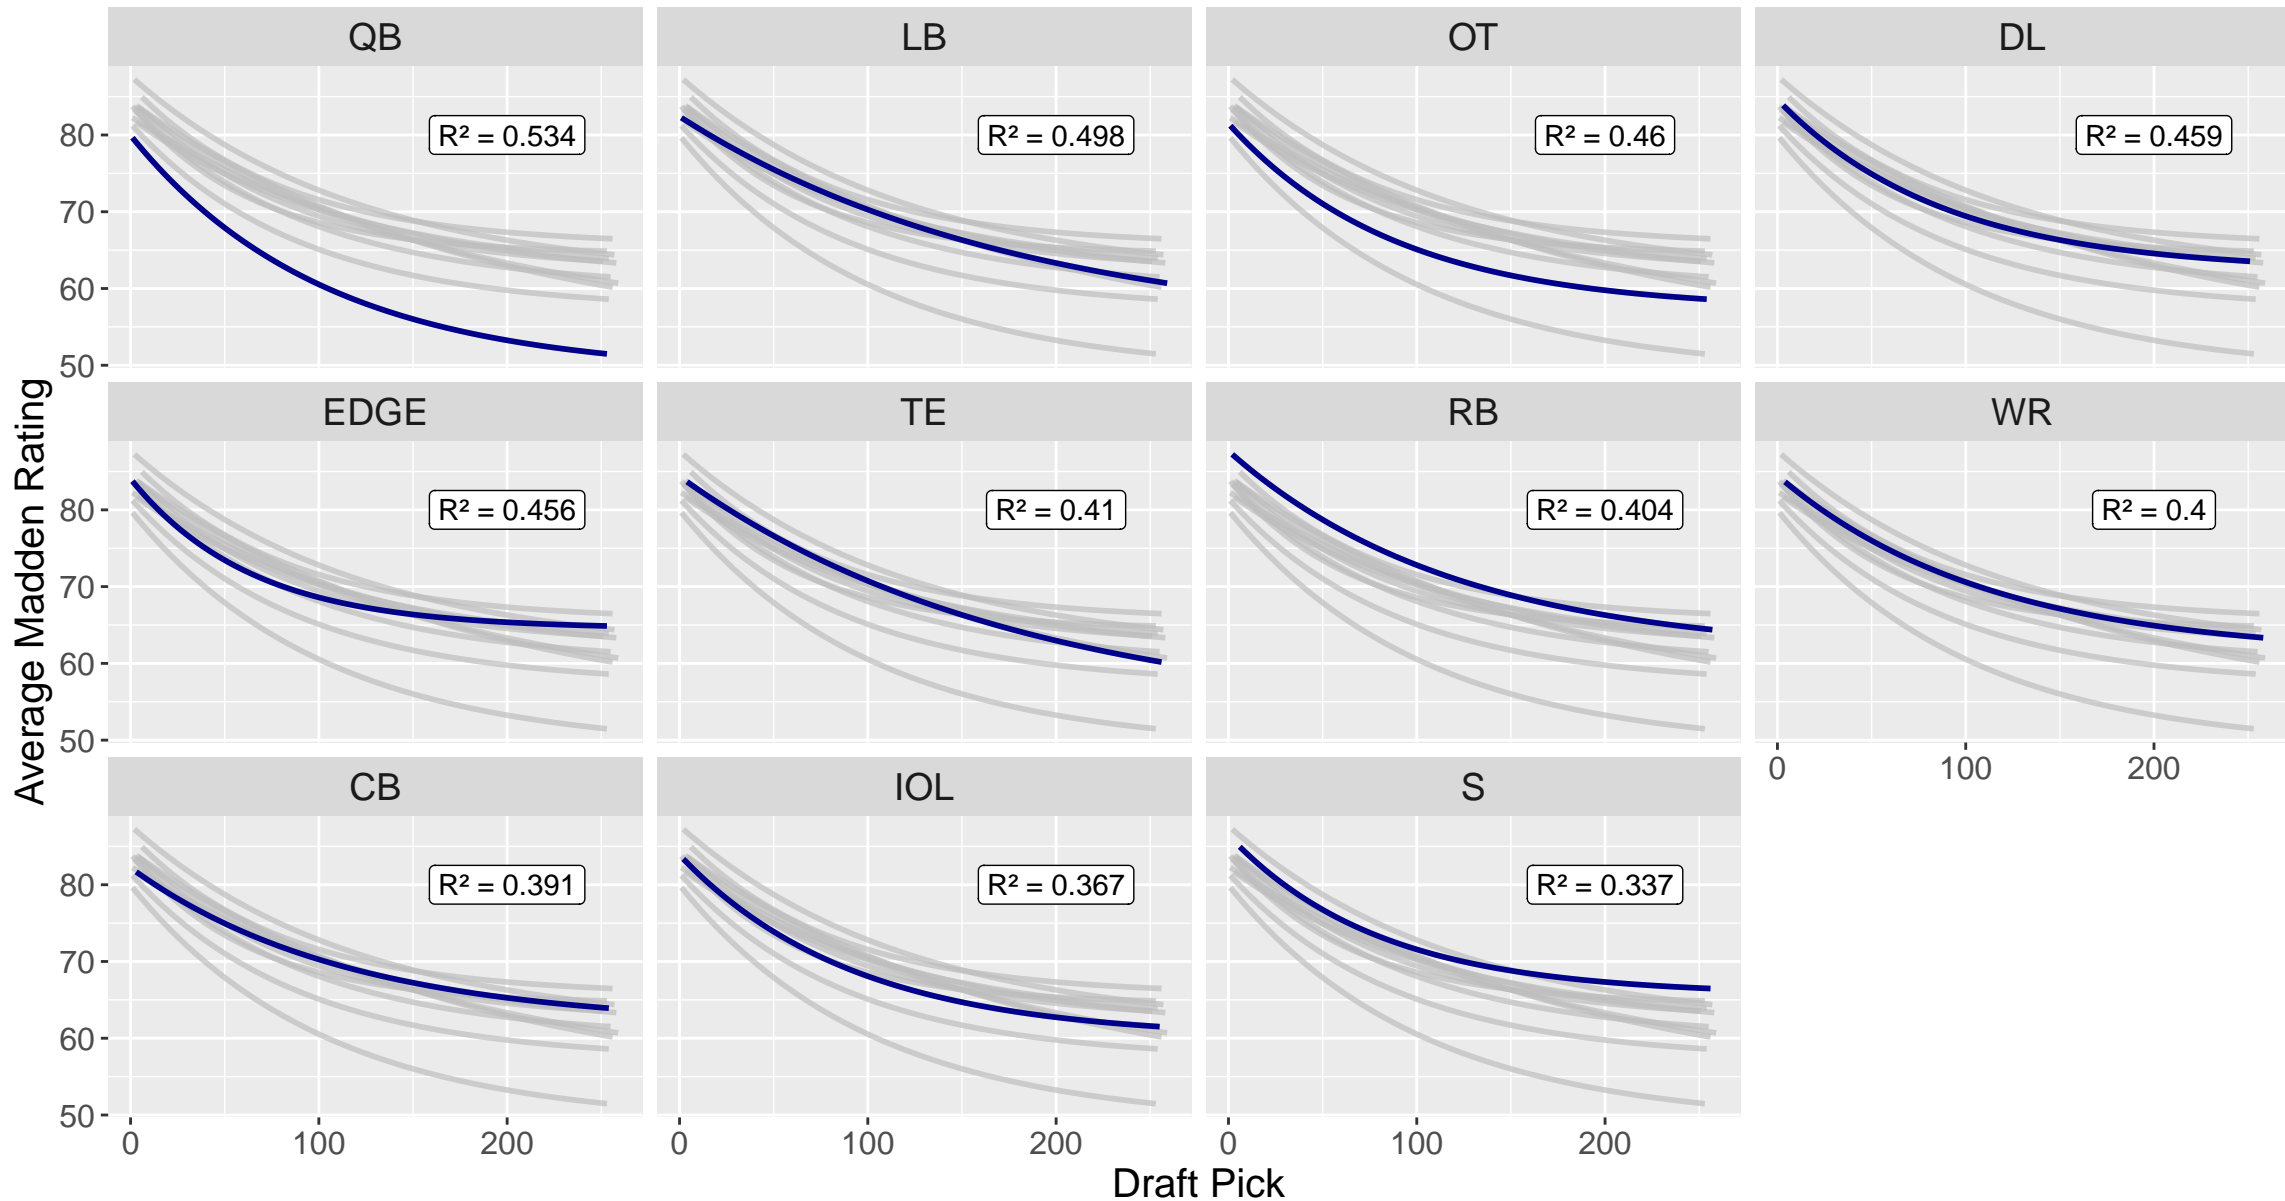 QB
LB
OT
DL
R² = 0.534
R² = 0.498
R² = 0.46
R² = 0.459
80
70
60
50
EDGE
TE
RB
WR
R² = 0.456
R² = 0.41
R² = 0.404
R² = 0.4
80
70
60
50
0 100 200
CB
IOL
S
R² = 0.391
R² = 0.367
R² = 0.337
80
70
60
50
0 100 200
0 100 200
0 100 200
Draft Pick
Average Madden Rating